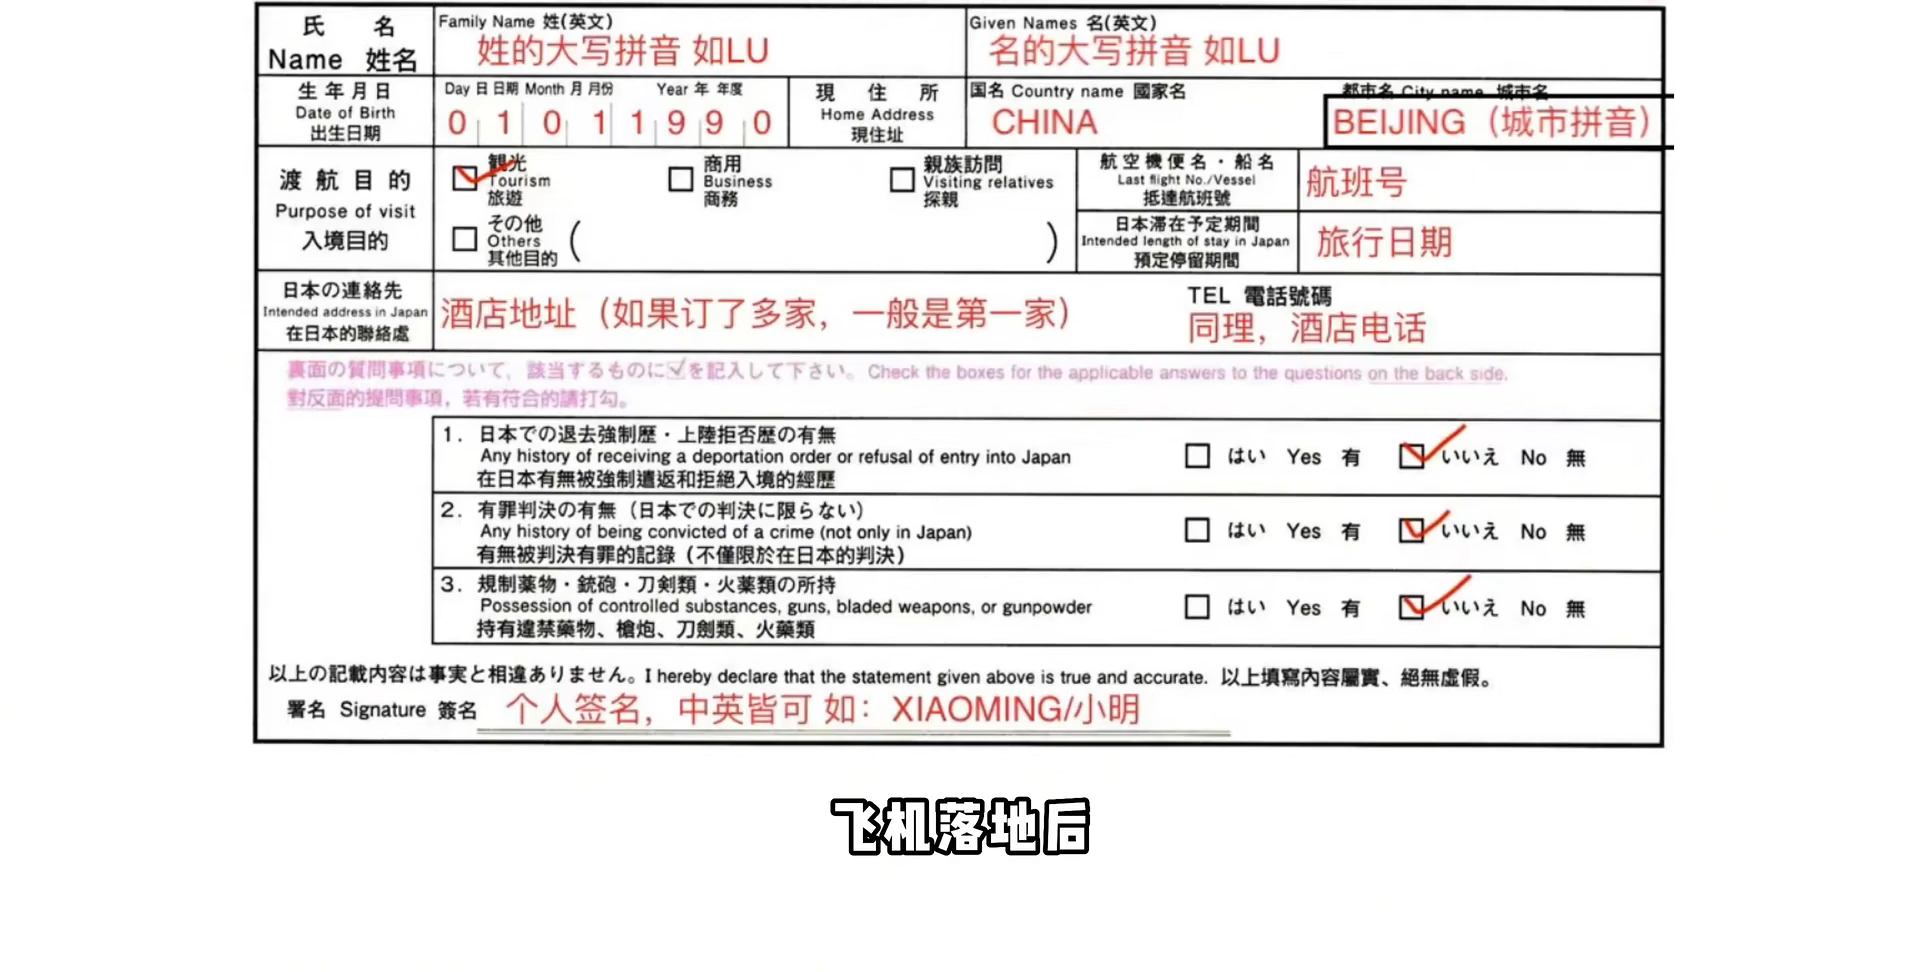 氏 名
Name 姓名
Family Name 姓(英文)
姓的大写拼音 如LU
Given Names 名(英文)
名的大写拼音 如LU
生年月日
Date of Birth
出生日期
Day 日 日期 Month 月 月份 Year 年 年度
0 1 0 1 1 9 9 0
現住所
Home Address
現住址
国名 Country name 國家名
CHINA
都市名 City name 城市名
BEIJING（城市拼音）
渡航目的
Purpose of visit
入境目的
観光
Tourism
旅遊
商用
Business
商務
親族訪問
Visiting relatives
探親
その他
Others
其他目的
( )
航空機便名・船名
Last flight No./Vessel
抵達航班號
航班号
日本滞在予定期間
Intended length of stay in Japan
預定停留期間
旅行日期
日本の連絡先
Intended address in Japan
在日本的聯絡處
酒店地址（如果订了多家，一般是第一家）
TEL 電話號碼
同理，酒店电话
裏面の質問事項について、該当するものに☑を記入して下さい。Check the boxes for the applicable answers to the questions on the back side.
對反面的提問事項，若有符合的請打勾。
1. 日本での退去強制歴・上陸拒否歴の有無
Any history of receiving a deportation order or refusal of entry into Japan
在日本有無被強制遣返和拒絕入境的經歷
はい Yes 有 いいえ No 無
2. 有罪判決の有無（日本での判決に限らない）
Any history of being convicted of a crime (not only in Japan)
有無被判決有罪的記錄（不僅限於在日本的判決）
はい Yes 有 いいえ No 無
3. 規制薬物・銃砲・刀剣類・火薬類の所持
Possession of controlled substances, guns, bladed weapons, or gunpowder
持有違禁藥物、槍炮、刀劍類、火藥類
はい Yes 有 いいえ No 無
以上の記載内容は事実と相違ありません。I hereby declare that the statement given above is true and accurate. 以上填寫內容屬實、絕無虛假。
署名 Signature 簽名 个人签名，中英皆可 如：XIAOMING/小明
飞机落地后